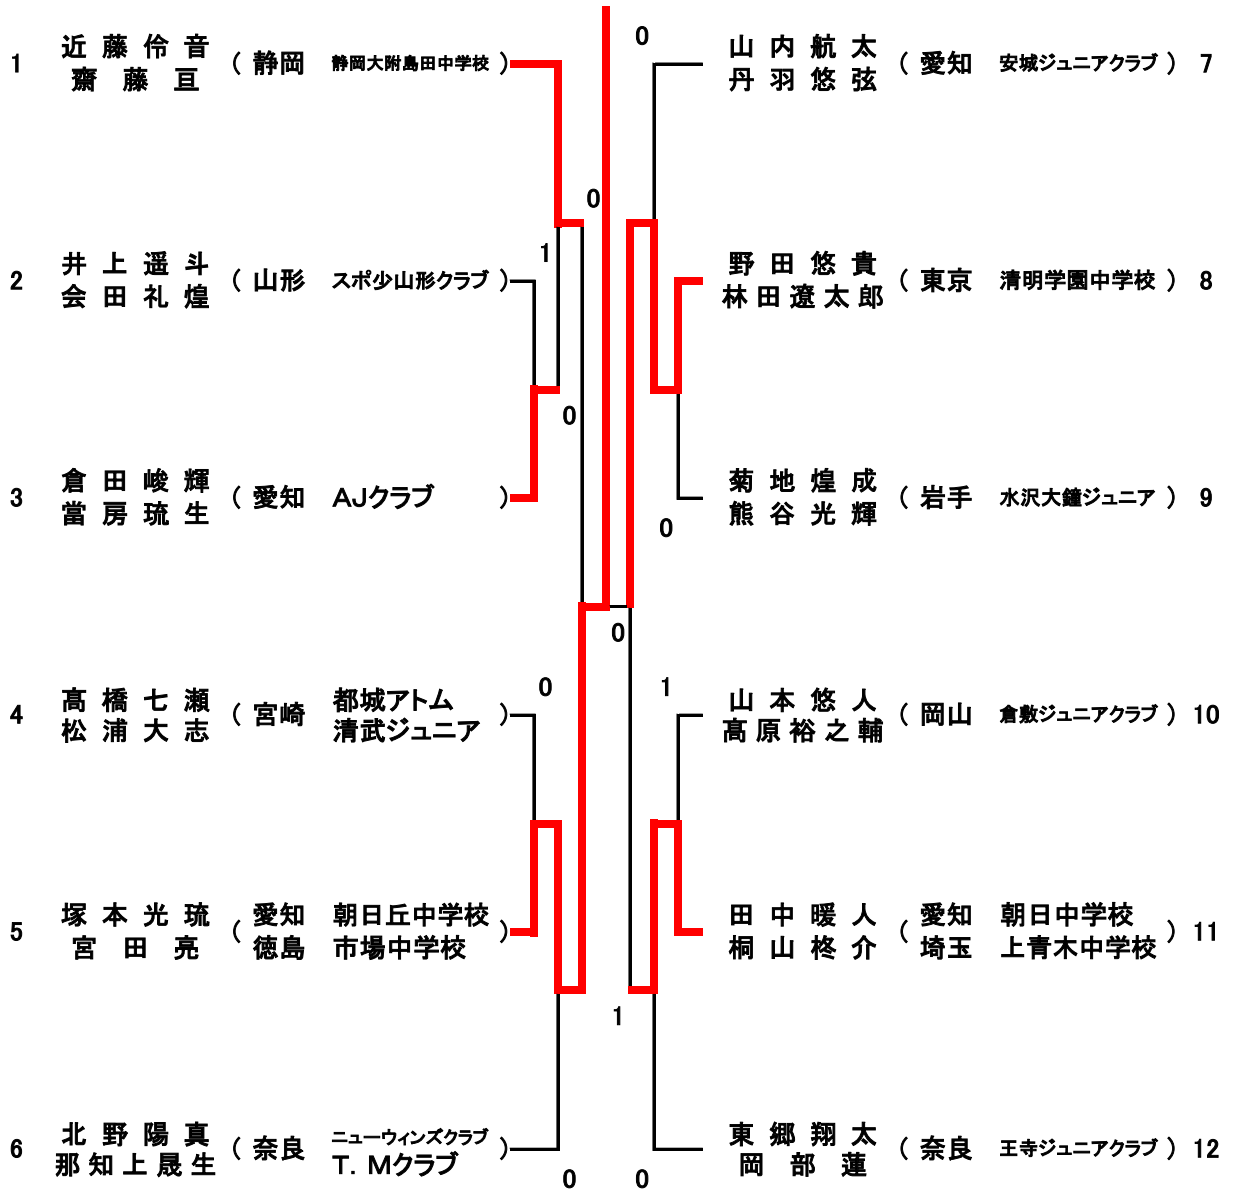 1 近藤伶音 齋藤亘 ( 静岡 静岡大附島田中学校 )
2 井上遥斗 会田礼煌 ( 山形 スポ少山形クラブ )
3 倉田峻輝 當房琉生 ( 愛知 AJクラブ )
4 髙橋七瀬 松浦大志 ( 宮崎 都城アトム 清武ジュニア )
5 塚本光琉 宮田亮 ( 愛知 徳島 朝日丘中学校 市場中学校 )
6 北野陽真 那知上晟生 ( 奈良 ニューウィンズクラブ T．Mクラブ )
0
1
0
0
0
0
山内航太 丹羽悠弦 ( 愛知 安城ジュニアクラブ ) 7
野田悠貴 林田遼太郎 ( 東京 清明学園中学校 ) 8
菊地煌成 熊谷光輝 ( 岩手 水沢大鐘ジュニア ) 9
山本悠人 髙原裕之輔 ( 岡山 倉敷ジュニアクラブ ) 10
田中暖人 桐山柊介 ( 愛知 埼玉 朝日中学校 上青木中学校 ) 11
東郷翔太 岡部蓮 ( 奈良 王寺ジュニアクラブ ) 12
0
0
1
1
0